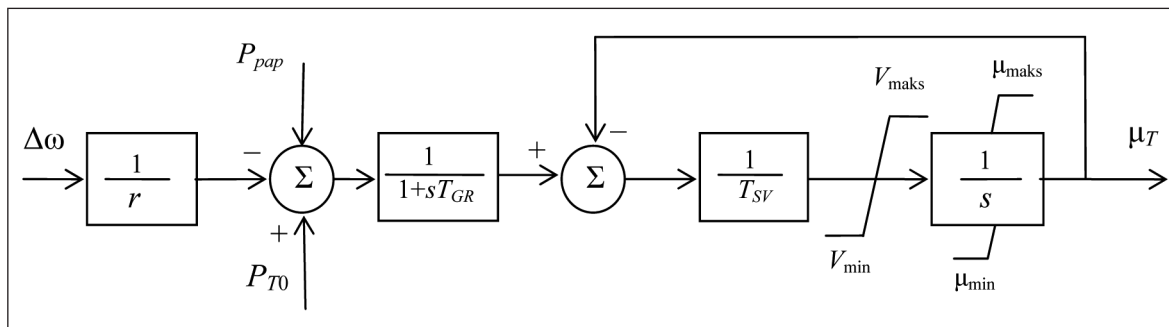 P_pap
Δω
1
r
−
Σ
+
P_T0
1
1+sT_GR
+
−
Σ
1
T_SV
V_maks
V_min
μ_maks
1
s
μ_min
μ_T